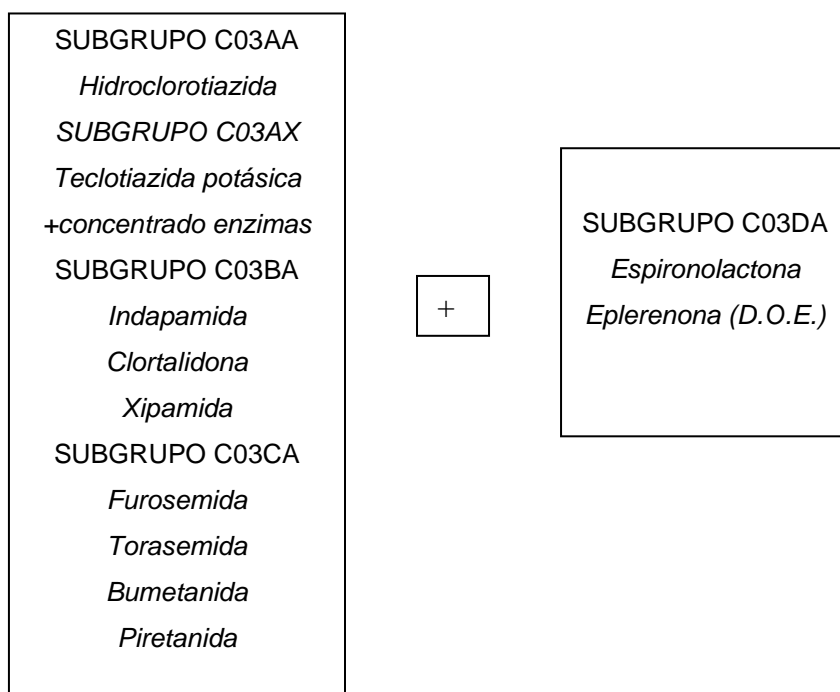 SUBGRUPO C03AA
Hidroclorotiazida
SUBGRUPO C03AX
Teclotiazida potásica
+concentrado enzimas
SUBGRUPO C03BA
Indapamida
Clortalidona
Xipamida
SUBGRUPO C03CA
Furosemida
Torasemida
Bumetanida
Piretanida
+
SUBGRUPO C03DA
Espironolactona
Eplerenona (D.O.E.)